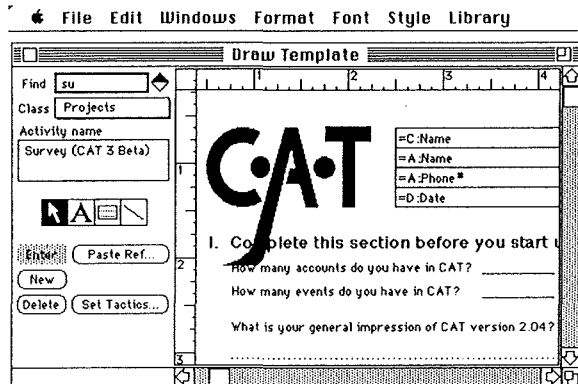 File Edit Windows Format Font Style Library
Draw Template
Find su
Class Projects
Activity name
Survey (CAT 3 Beta)
A
Enter Paste Ref...
New
Delete Set Tactics...
1 2 3 4
1
2
3
C•A•T
=C:Name
=A:Name
=A:Phone#
=D:Date
I. Complete this section before you start u
How many accounts do you have in CAT?
How many events do you have in CAT?
What is your general impression of CAT version 2.04?